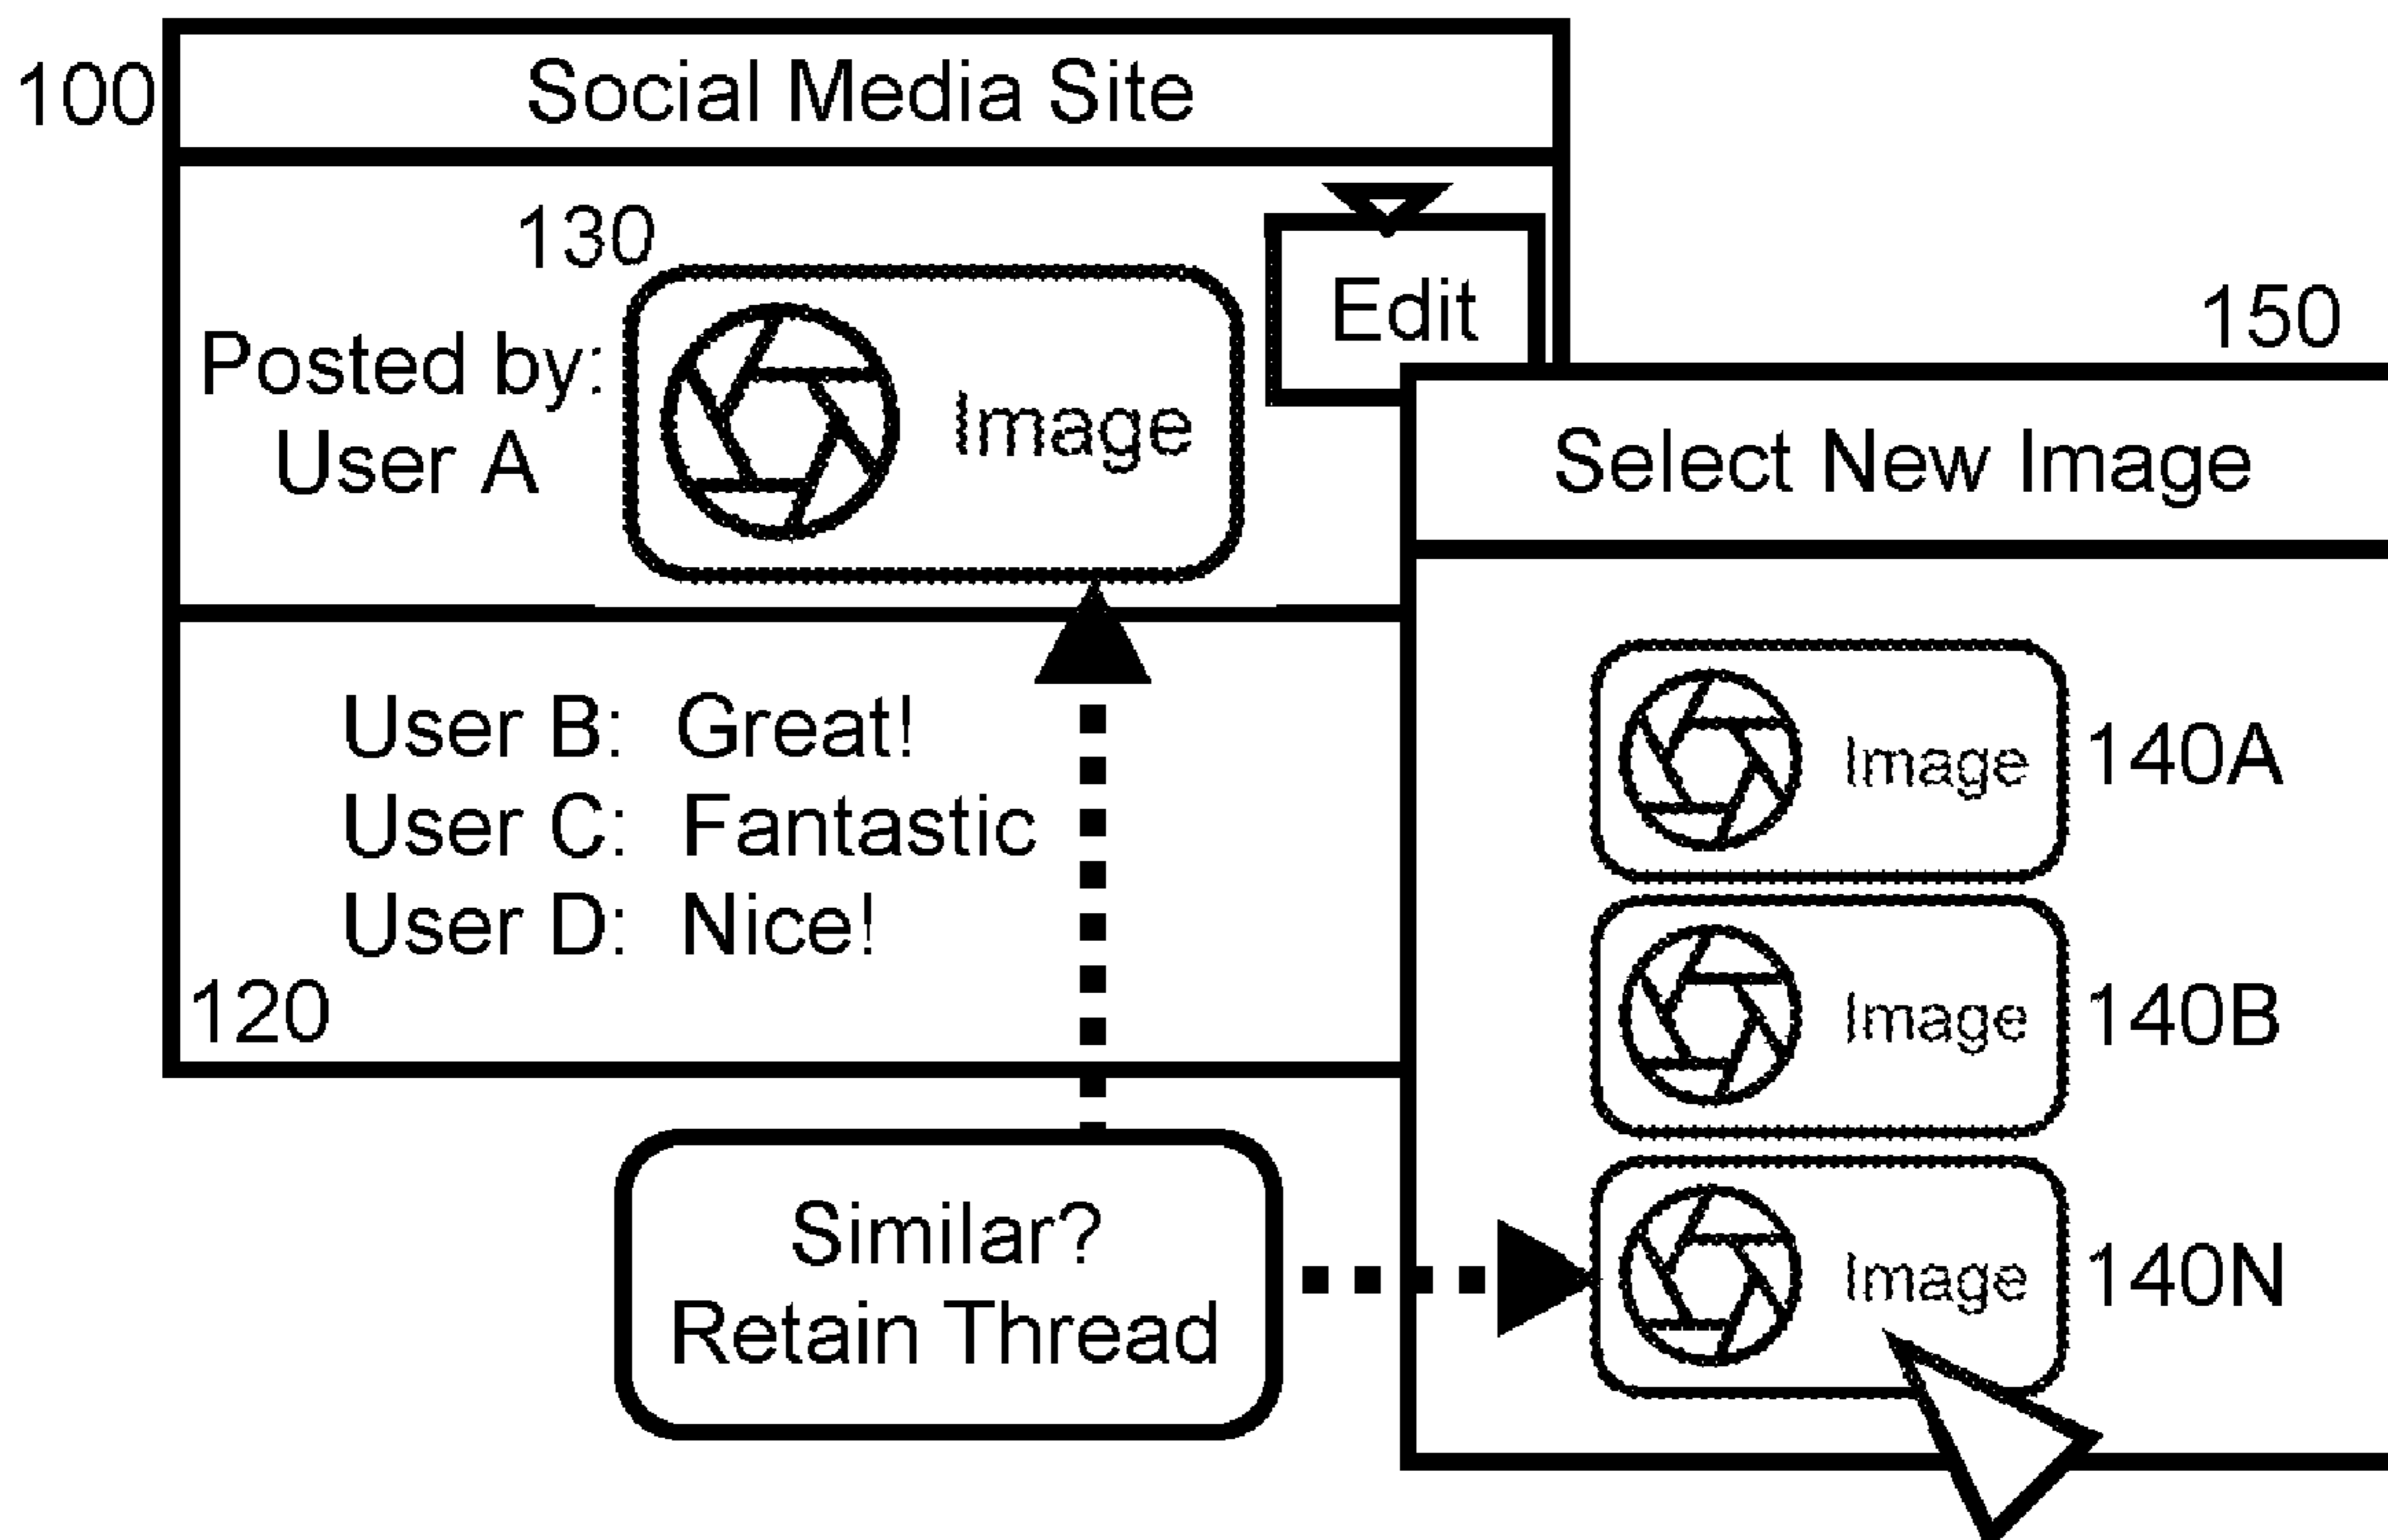 100
Social Media Site
130
Edit
Posted by:
User A
Image
150
Select New Image
User B: Great!
User C: Fantastic
User D: Nice!
120
Image
140A
Image
140B
Image
140N
Similar?
Retain Thread